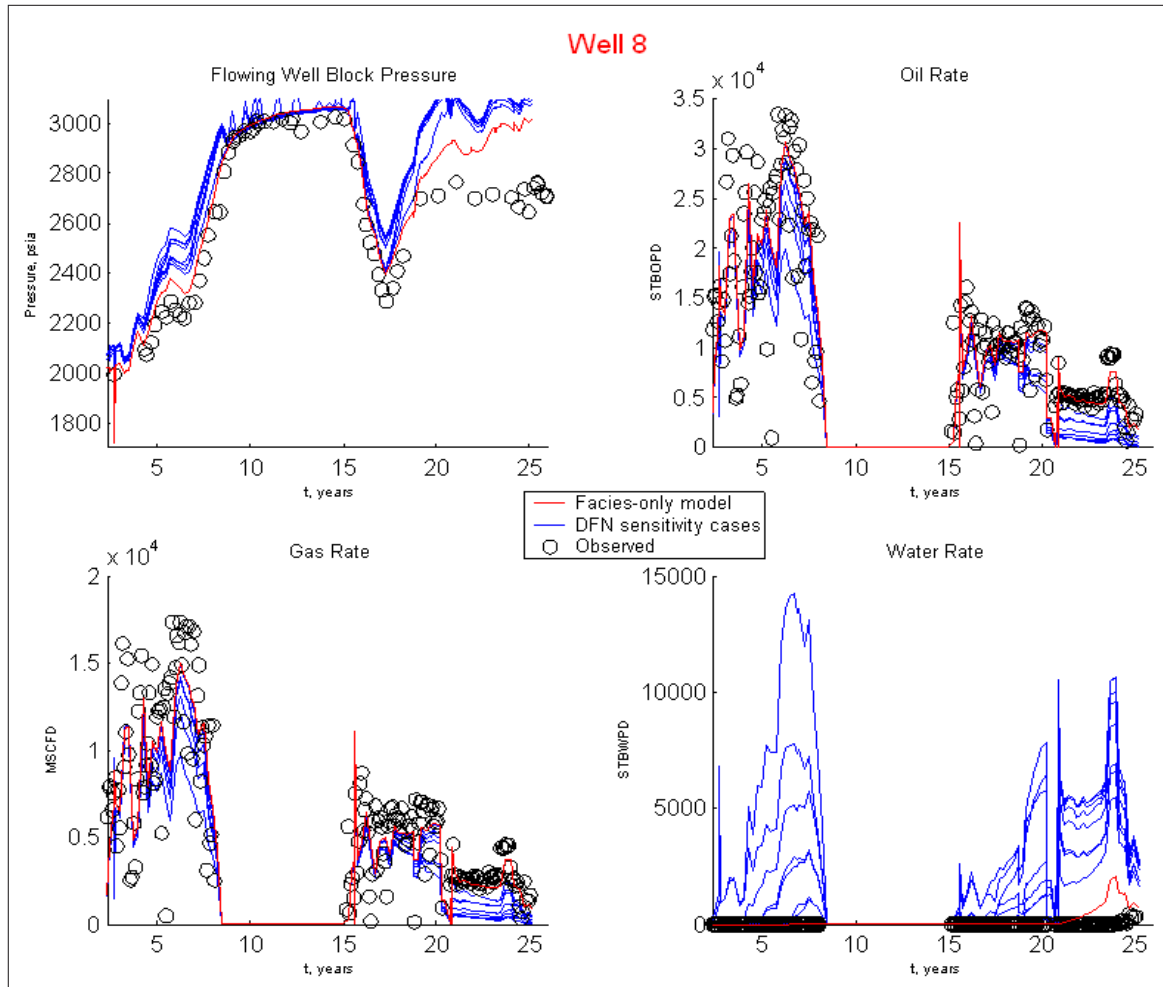 Well 8
Flowing Well Block Pressure
Pressure, psia
3000
2800
2600
2400
2200
2000
1800
5 10 15 20 25
t, years
Oil Rate
x 10^4
STBOPD
3.5
3
2.5
2
1.5
1
0.5
0
5 10 15 20 25
t, years
Facies-only model
DFN sensitivity cases
Observed
Gas Rate
x 10^4
MSCFD
2
1.5
1
0.5
0
5 10 15 20 25
t, years
Water Rate
STBWPD
15000
10000
5000
0
5 10 15 20 25
t, years